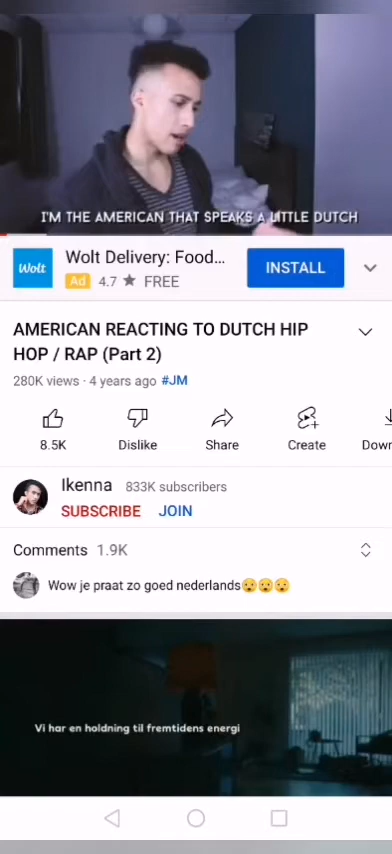 I'M THE AMERICAN THAT SPEAKS A LITTLE DUTCH
Wolt
Wolt Delivery: Food...
INSTALL
Ad 4.7 ★ FREE
AMERICAN REACTING TO DUTCH HIP
HOP / RAP (Part 2)
280K views · 4 years ago #JM
8.5K
Dislike
Share
Create
Down
Ikenna 833K subscribers
SUBSCRIBE JOIN
Comments 1.9K
Wow je praat zo goed nederlands😮😮😮
Vi har en holdning til fremtidens energi